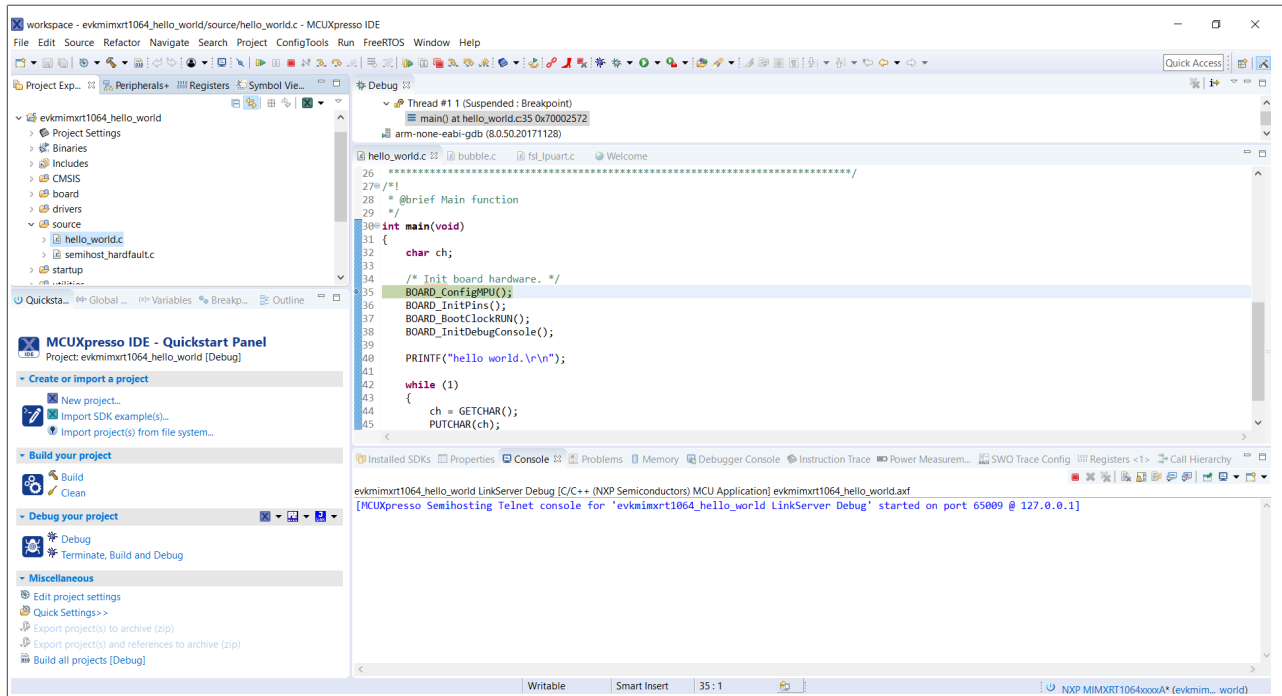 workspace - evkmimxrt1064_hello_world/source/hello_world.c - MCUXpresso IDE
File Edit Source Refactor Navigate Search Project ConfigTools Run FreeRTOS Window Help
Quick Access
Project Exp... Peripherals+ Registers Symbol Vie...
evkmimxrt1064_hello_world
Project Settings
Binaries
Includes
CMSIS
board
drivers
source
hello_world.c
semihost_hardfault.c
startup
utilities
Debug
Thread #1 1 (Suspended : Breakpoint)
main() at hello_world.c:35 0x70002572
arm-none-eabi-gdb (8.0.50.20171128)
hello_world.c bubble.c fsl_lpuart.c Welcome
26 ******************************************************************************/
27 /*!
28 * @brief Main function
29 */
30 int main(void)
31 {
32 char ch;
33
34 /* Init board hardware. */
35 BOARD_ConfigMPU();
36 BOARD_InitPins();
37 BOARD_BootClockRUN();
38 BOARD_InitDebugConsole();
39
40 PRINTF("hello world.\r\n");
41
42 while (1)
43 {
44 ch = GETCHAR();
45 PUTCHAR(ch);
Quicksta... Global ... Variables Breakp... Outline
IDE
MCUXpresso IDE - Quickstart Panel
Project: evkmimxrt1064_hello_world [Debug]
Create or import a project
New project...
Import SDK example(s)...
Import project(s) from file system...
Build your project
Build
Clean
Debug your project
Debug
Terminate, Build and Debug
Miscellaneous
Edit project settings
Quick Settings>>
Export project(s) to archive (zip)
Export project(s) and references to archive (zip)
Build all projects [Debug]
Installed SDKs Properties Console Problems Memory Debugger Console Instruction Trace Power Measurem... SWO Trace Config Registers <1> Call Hierarchy
evkmimxrt1064_hello_world LinkServer Debug [C/C++ (NXP Semiconductors) MCU Application] evkmimxrt1064_hello_world.axf
[MCUXpresso Semihosting Telnet console for 'evkmimxrt1064_hello_world LinkServer Debug' started on port 65009 @ 127.0.0.1]
Writable Smart Insert 35 : 1
NXP MIMXRT1064xxxxA* (evkmim... world)